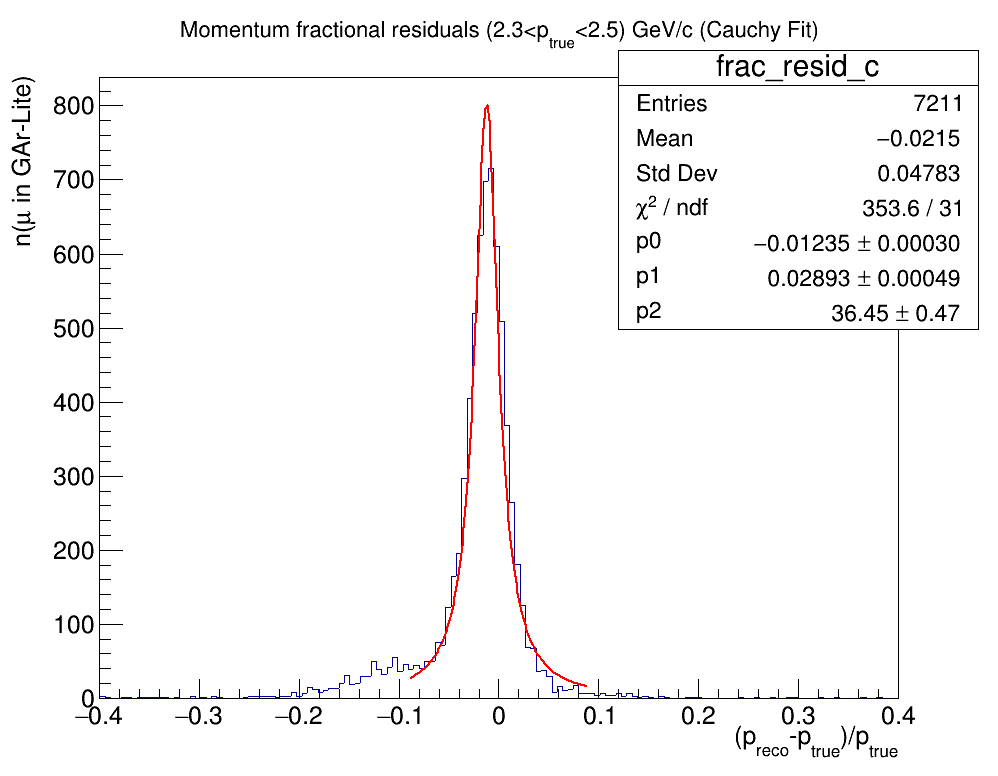 Momentum fractional residuals (2.3<p_true<2.5) GeV/c (Cauchy Fit)
frac_resid_c
Entries 7211
Mean −0.0215
Std Dev 0.04783
χ² / ndf 353.6 / 31
p0 −0.01235 ± 0.00030
p1 0.02893 ± 0.00049
p2 36.45 ± 0.47
n(μ in GAr-Lite)
800
700
600
500
400
300
200
100
0
−0.4 −0.3 −0.2 −0.1 0 0.1 0.2 0.3 0.4
(p_reco-p_true)/p_true